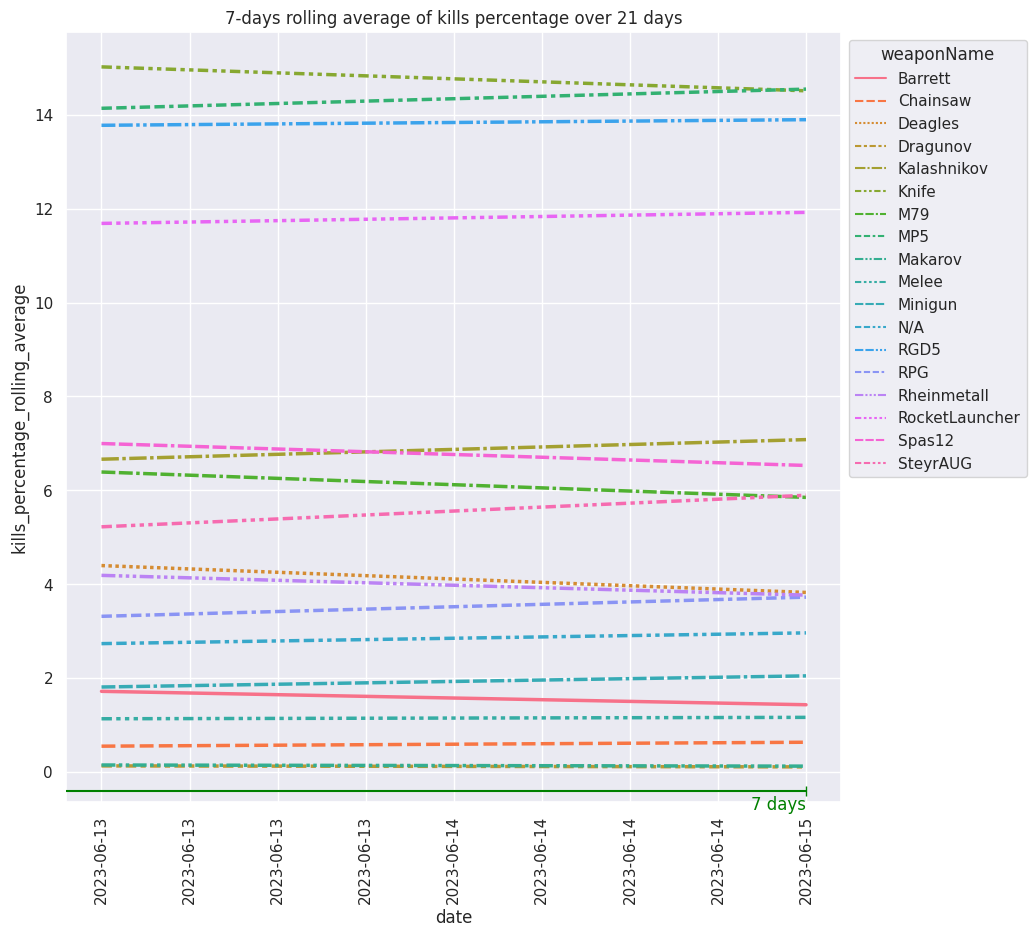 7-days rolling average of kills percentage over 21 days
kills_percentage_rolling_average
14
12
10
8
6
4
2
0
7 days
2023-06-13
2023-06-13
2023-06-13
2023-06-13
2023-06-14
2023-06-14
2023-06-14
2023-06-14
2023-06-15
date
weaponName
Barrett
Chainsaw
Deagles
Dragunov
Kalashnikov
Knife
M79
MP5
Makarov
Melee
Minigun
N/A
RGD5
RPG
Rheinmetall
RocketLauncher
Spas12
SteyrAUG